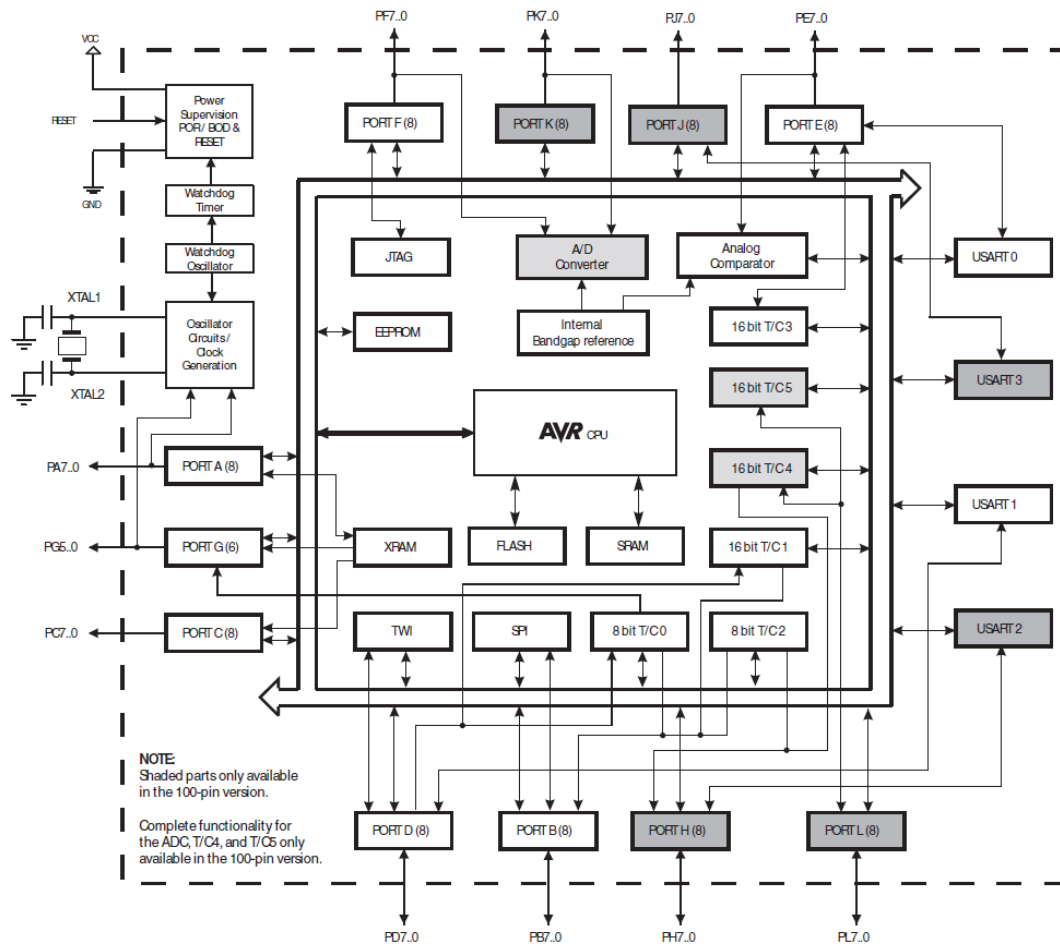 PF7..0
PK7..0
PJ7..0
PE7..0
VCC
RESET
GND
Power
Supervision
POR/ BOD &
RESET
PORT F (8)
PORT K (8)
PORT J (8)
PORT E (8)
Watchdog
Timer
Watchdog
Oscillator
JTAG
A/D
Converter
Analog
Comparator
USART 0
XTAL1
XTAL2
Oscillator
Circuits /
Clock
Generation
EEPROM
Internal
Bandgap reference
16 bit T/C3
USART 3
16 bit T/C5
AVR CPU
PA7..0
PORT A (8)
16 bit T/C4
USART 1
PG5..0
PORT G (6)
XRAM
FLASH
SRAM
16 bit T/C1
PC7..0
PORT C (8)
TWI
SPI
8 bit T/C0
8 bit T/C2
USART 2
NOTE:
Shaded parts only available
in the 100-pin version.
Complete functionality for
the ADC, T/C4, and T/C5 only
available in the 100-pin version.
PORT D (8)
PORT B (8)
PORT H (8)
PORT L (8)
PD7..0
PB7..0
PH7..0
PL7..0